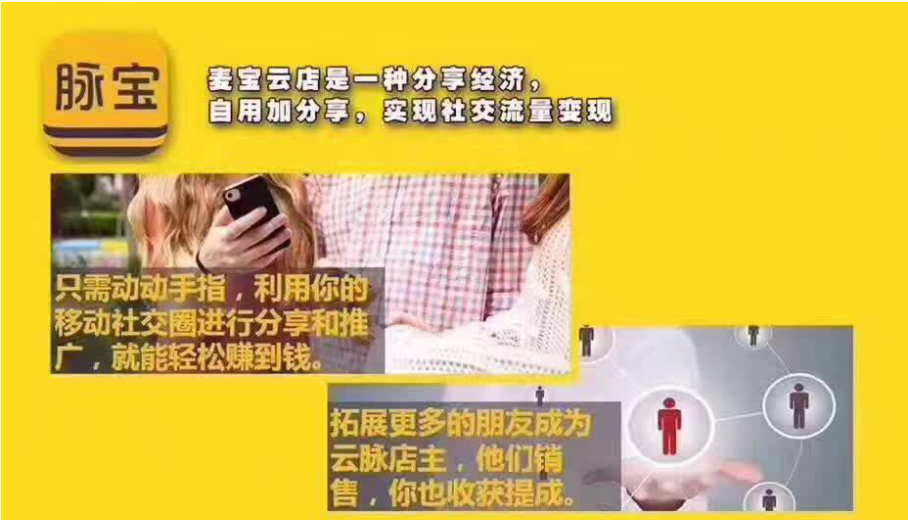 脉宝
麦宝云店是一种分享经济，
自用加分享，实现社交流量变现
只需动动手指，利用你的
移动社交圈进行分享和推
广，就能轻松赚到钱。
拓展更多的朋友成为
云脉店主，他们销
售，你也收获提成。